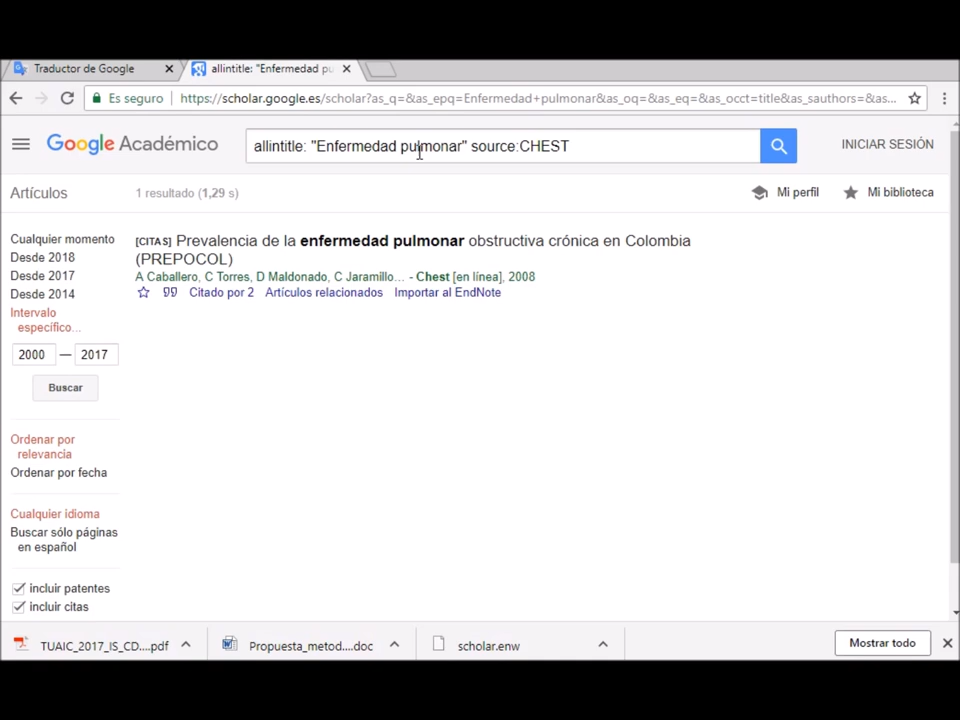 Traductor de Google
allintitle: "Enfermedad pu
Es seguro
https://scholar.google.es/scholar?as_q=&as_epq=Enfermedad+pulmonar&as_oq=&as_eq=&as_occt=title&as_sauthors=&as...
Google Académico
allintitle: "Enfermedad pulmonar" source:CHEST
INICIAR SESIÓN
Artículos
1 resultado (1,29 s)
Mi perfil
Mi biblioteca
Cualquier momento
Desde 2018
Desde 2017
Desde 2014
Intervalo
específico...
2000 — 2017
Buscar
Ordenar por
relevancia
Ordenar por fecha
Cualquier idioma
Buscar sólo páginas
en español
incluir patentes
incluir citas
[CITAS] Prevalencia de la enfermedad pulmonar obstructiva crónica en Colombia
(PREPOCOL)
A Caballero, C Torres, D Maldonado, C Jaramillo... - Chest [en línea], 2008
Citado por 2 Artículos relacionados Importar al EndNote
TUAIC_2017_IS_CD....pdf
Propuesta_metod....doc
scholar.enw
Mostrar todo